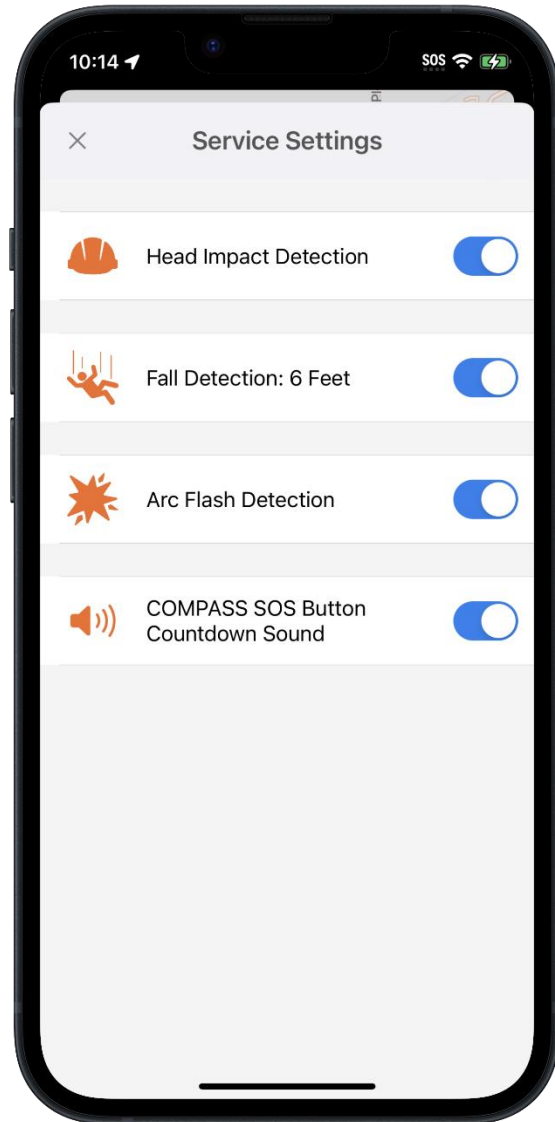 10:14
SOS
Service Settings
Head Impact Detection
Fall Detection: 6 Feet
Arc Flash Detection
COMPASS SOS Button
Countdown Sound